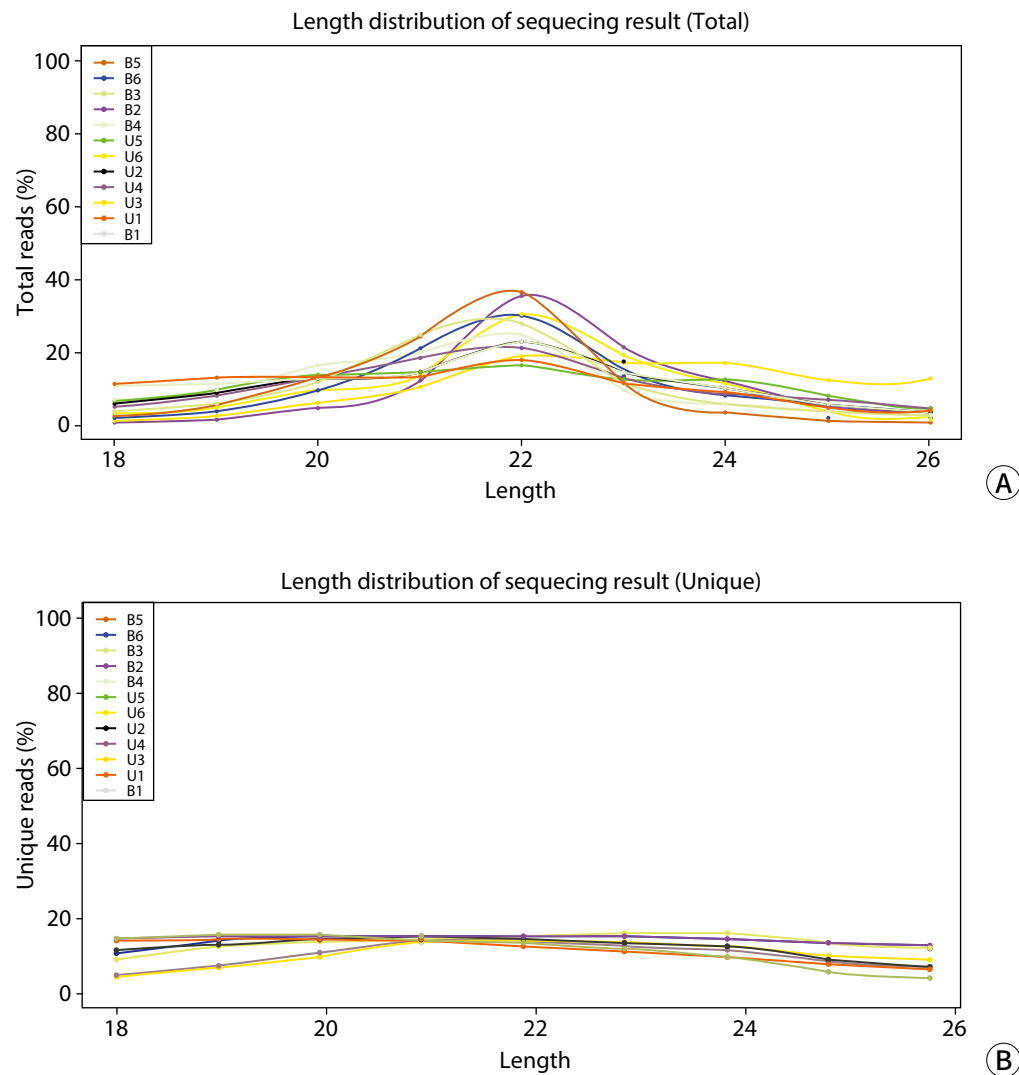 Length distribution of sequecing result (Total)
100
80
60
40
20
0
Total reads (%)
B5
B6
B3
B2
B4
U5
U6
U2
U4
U3
U1
B1
18
20
22
24
26
Length
A
Length distribution of sequecing result (Unique)
100
80
60
40
20
0
Unique reads (%)
B5
B6
B3
B2
B4
U5
U6
U2
U4
U3
U1
B1
18
20
22
24
26
Length
B